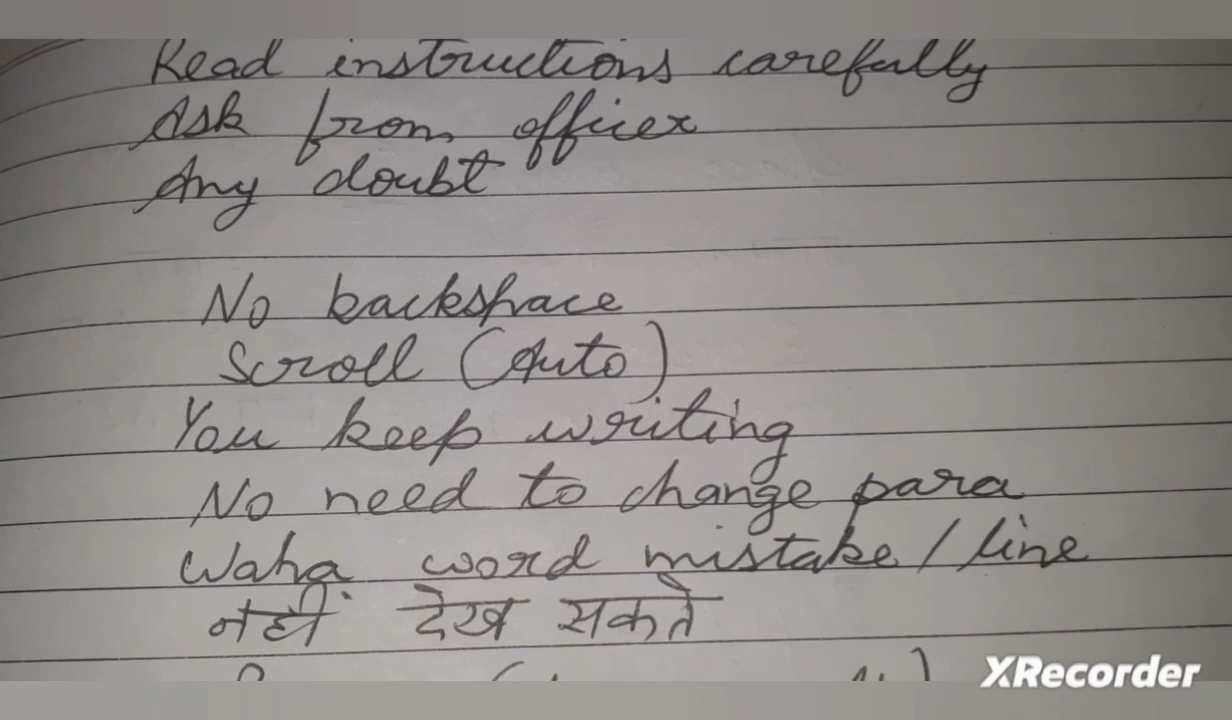 Read instructions carefully
Ask from officer
Any doubt
No backspace
Scroll (Auto)
You keep writing
No need to change para
Waha word mistake / line
नहीं देख सकते
XRecorder